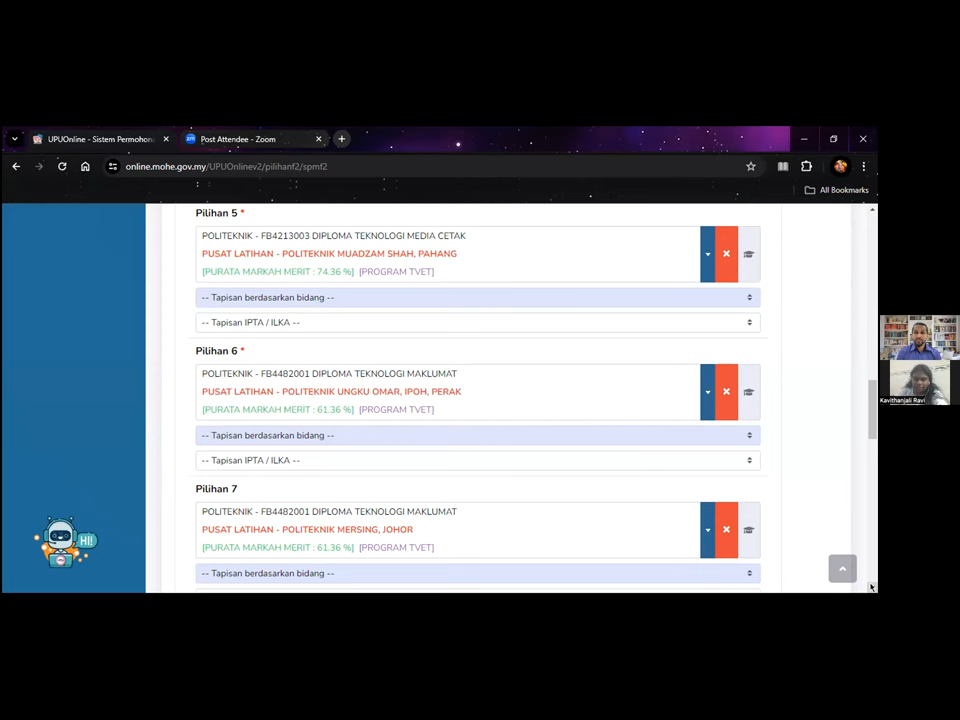 UPUOnline - Sistem Permohona
Post Attendee - Zoom
online.mohe.gov.my/UPUOnlinev2/pilihanf2/spmf2
All Bookmarks
Pilihan 5 *
POLITEKNIK - FB4213003 DIPLOMA TEKNOLOGI MEDIA CETAK
PUSAT LATIHAN - POLITEKNIK MUADZAM SHAH, PAHANG
[PURATA MARKAH MERIT : 74.36 %] [PROGRAM TVET]
-- Tapisan berdasarkan bidang --
-- Tapisan IPTA / ILKA --
Pilihan 6 *
POLITEKNIK - FB4482001 DIPLOMA TEKNOLOGI MAKLUMAT
PUSAT LATIHAN - POLITEKNIK UNGKU OMAR, IPOH, PERAK
[PURATA MARKAH MERIT : 61.36 %] [PROGRAM TVET]
-- Tapisan berdasarkan bidang --
-- Tapisan IPTA / ILKA --
Pilihan 7
POLITEKNIK - FB4482001 DIPLOMA TEKNOLOGI MAKLUMAT
PUSAT LATIHAN - POLITEKNIK MERSING, JOHOR
[PURATA MARKAH MERIT : 61.36 %] [PROGRAM TVET]
-- Tapisan berdasarkan bidang --
HI!
Kavithanjali Ravi